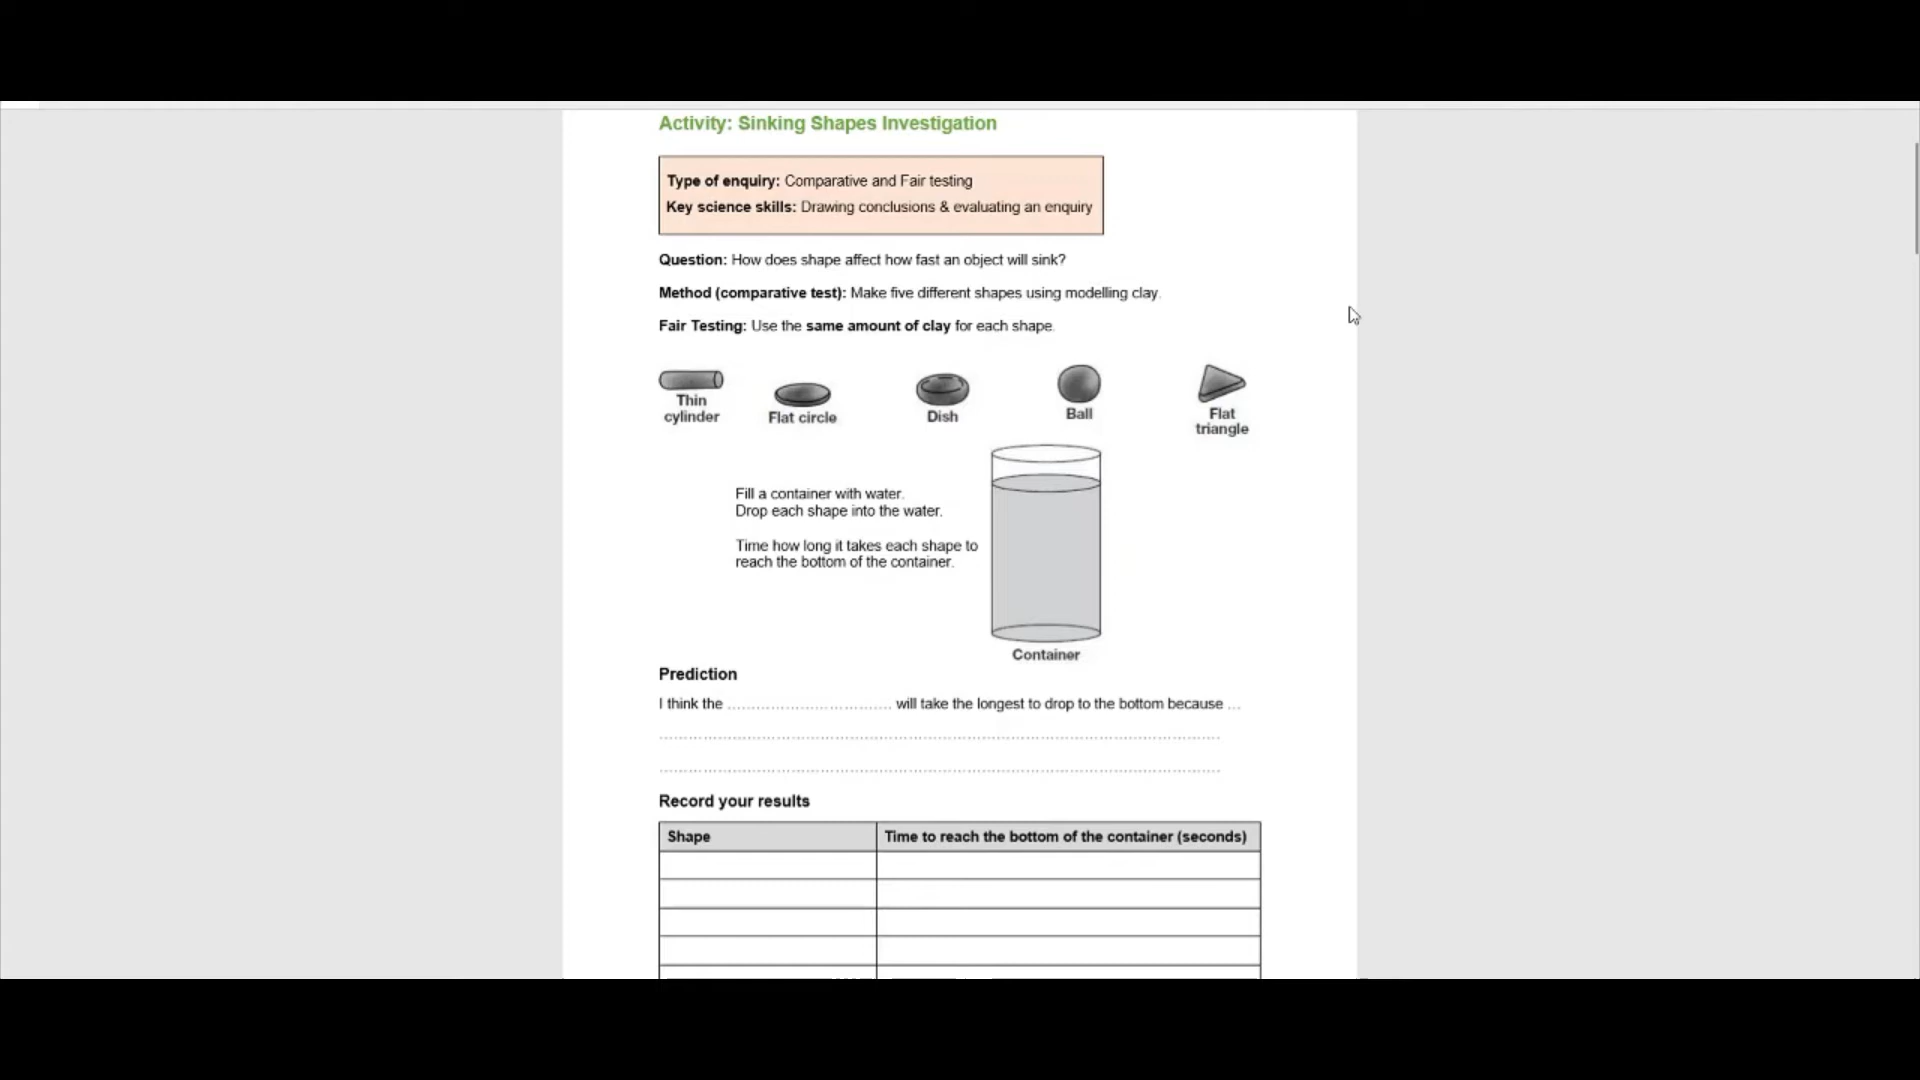 Activity: Sinking Shapes Investigation
Type of enquiry: Comparative and Fair testing
Key science skills: Drawing conclusions & evaluating an enquiry
Question: How does shape affect how fast an object will sink?
Method (comparative test): Make five different shapes using modelling clay.
Fair Testing: Use the same amount of clay for each shape.
Thin
cylinder
Flat circle
Dish
Ball
Flat
triangle
Fill a container with water.
Drop each shape into the water.
Time how long it takes each shape to
reach the bottom of the container.
Container
Prediction
I think the ................................. will take the longest to drop to the bottom because ...
Record your results
Shape
Time to reach the bottom of the container (seconds)